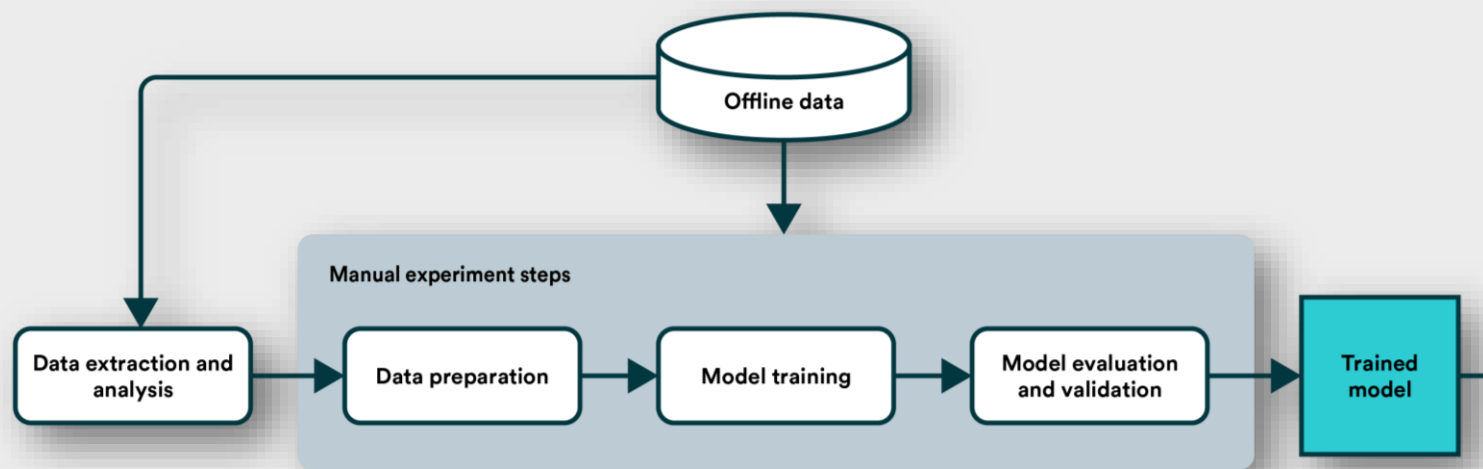 Offline data
Manual experiment steps
Data extraction and
analysis
Data preparation
Model training
Model evaluation
and validation
Trained
model